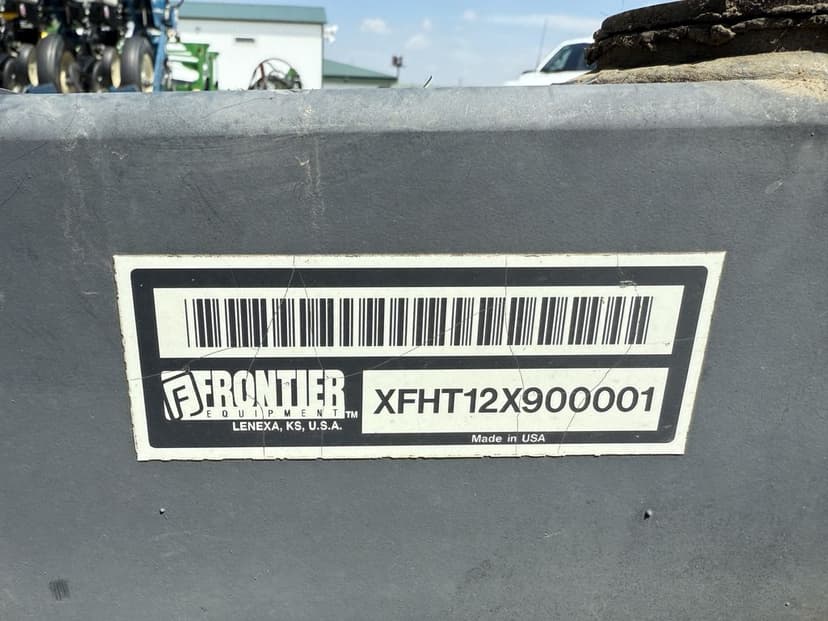 FRONTIER
EQUIPMENT™
LENEXA, KS, U.S.A.
XFHT12X900001
Made in USA